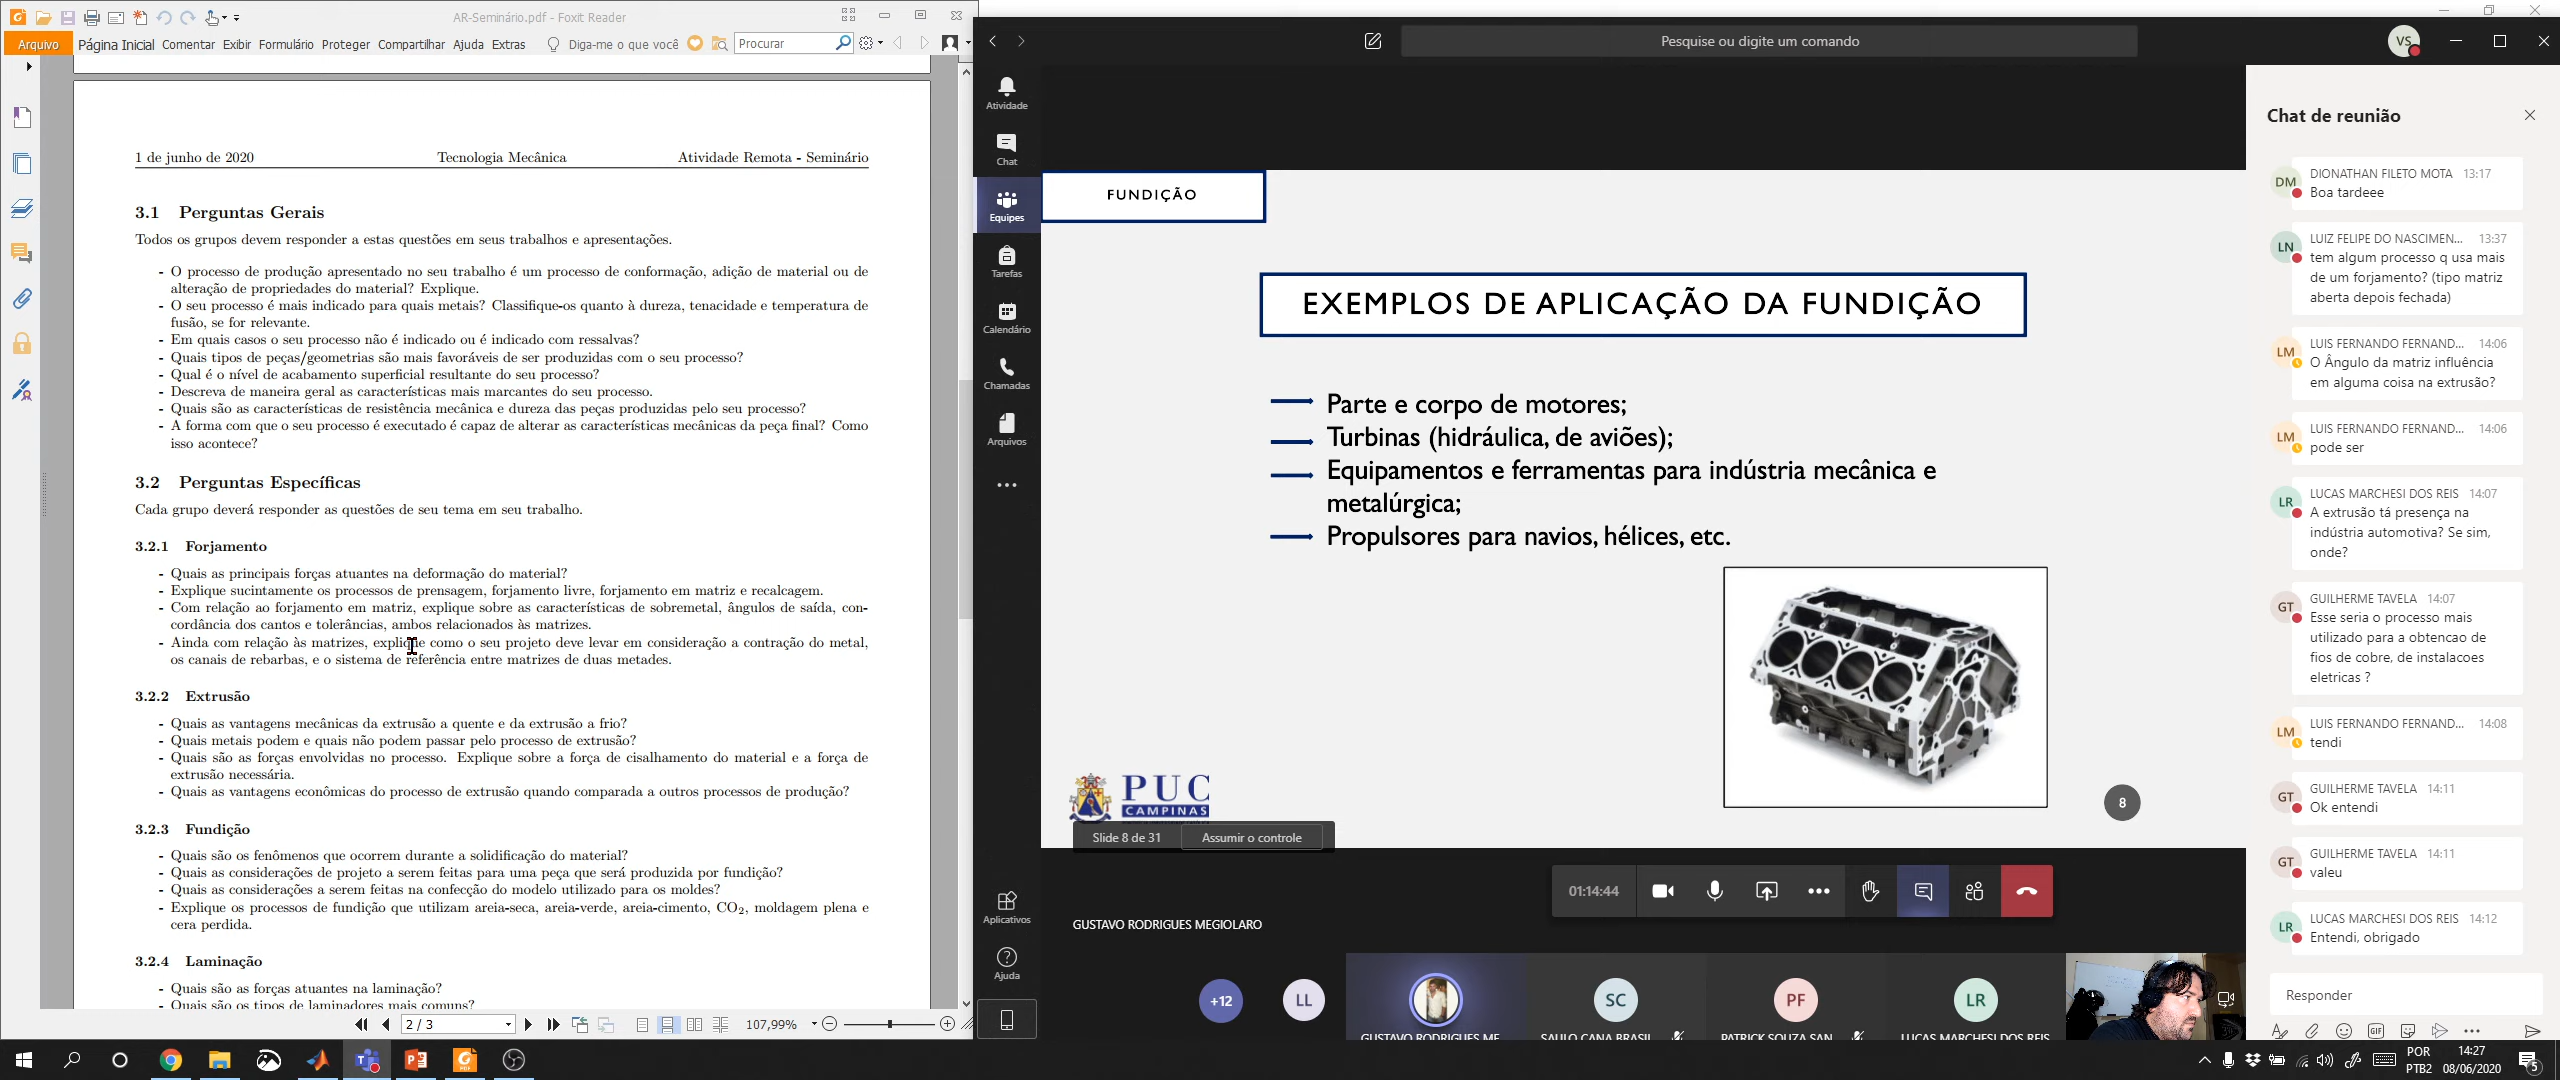 AR-Seminário.pdf - Foxit Reader
Arquivo Página Inicial Comentar Exibir Formulário Proteger Compartilhar Ajuda Extras Diga-me o que você Procurar
1 de junho de 2020 Tecnologia Mecânica Atividade Remota - Seminário
3.1 Perguntas Gerais
Todos os grupos devem responder a estas questões em seus trabalhos e apresentações.
- O processo de produção apresentado no seu trabalho é um processo de conformação, adição de material ou de
alteração de propriedades do material? Explique.
- O seu processo é mais indicado para quais metais? Classifique-os quanto à dureza, tenacidade e temperatura de
fusão, se for relevante.
- Em quais casos o seu processo não é indicado ou é indicado com ressalvas?
- Quais tipos de peças/geometrias são mais favoráveis de ser produzidas com o seu processo?
- Qual é o nível de acabamento superficial resultante do seu processo?
- Descreva de maneira geral as características mais marcantes do seu processo.
- Quais são as características de resistência mecânica e dureza das peças produzidas pelo seu processo?
- A forma com que o seu processo é executado é capaz de alterar as características mecânicas da peça final? Como
isso acontece?
3.2 Perguntas Específicas
Cada grupo deverá responder as questões de seu tema em seu trabalho.
3.2.1 Forjamento
- Quais as principais forças atuantes na deformação do material?
- Explique sucintamente os processos de prensagem, forjamento livre, forjamento em matriz e recalcagem.
- Com relação ao forjamento em matriz, explique sobre as características de sobremetal, ângulos de saída, con-
cordância dos cantos e tolerâncias, ambos relacionados às matrizes.
- Ainda com relação às matrizes, explique como o seu projeto deve levar em consideração a contração do metal,
os canais de rebarbas, e o sistema de referência entre matrizes de duas metades.
3.2.2 Extrusão
- Quais as vantagens mecânicas da extrusão a quente e da extrusão a frio?
- Quais metais podem e quais não podem passar pelo processo de extrusão?
- Quais são as forças envolvidas no processo. Explique sobre a força de cisalhamento do material e a força de
extrusão necessária.
- Quais as vantagens econômicas do processo de extrusão quando comparada a outros processos de produção?
3.2.3 Fundição
- Quais são os fenômenos que ocorrem durante a solidificação do material?
- Quais as considerações de projeto a serem feitas para uma peça que será produzida por fundição?
- Quais as considerações a serem feitas na confecção do modelo utilizado para os moldes?
- Explique os processos de fundição que utilizam areia-seca, areia-verde, areia-cimento, CO2, moldagem plena e
cera perdida.
3.2.4 Laminação
- Quais são as forças atuantes na laminação?
- Quais são os tipos de laminadores mais comuns?
2 / 3 107,99%
Pesquise ou digite um comando
VS
Atividade
Chat
Equipes
Tarefas
Calendário
Chamadas
Arquivos
Aplicativos
Ajuda
FUNDIÇÃO
EXEMPLOS DE APLICAÇÃO DA FUNDIÇÃO
Parte e corpo de motores;
Turbinas (hidráulica, de aviões);
Equipamentos e ferramentas para indústria mecânica e
metalúrgica;
Propulsores para navios, hélices, etc.
PUC
CAMPINAS
8
Slide 8 de 31 Assumir o controle
01:14:44
GUSTAVO RODRIGUES MEGIOLARO
+12 LL SC PF LR
GUSTAVO RODRIGUES ME... SAULO CANA BRASIL PATRICK SOUZA SAN... LUCAS MARCHESI DOS REIS
Chat de reunião
DM DIONATHAN FILETO MOTA 13:17
Boa tardeee
LN LUIZ FELIPE DO NASCIMEN... 13:37
tem algum processo q usa mais
de um forjamento? (tipo matriz
aberta depois fechada)
LM LUIS FERNANDO FERNAND... 14:06
O Ângulo da matriz influência
em alguma coisa na extrusão?
LM LUIS FERNANDO FERNAND... 14:06
pode ser
LR LUCAS MARCHESI DOS REIS 14:07
A extrusão tá presença na
indústria automotiva? Se sim,
onde?
GT GUILHERME TAVELA 14:07
Esse seria o processo mais
utilizado para a obtencao de
fios de cobre, de instalacoes
eletricas ?
LM LUIS FERNANDO FERNAND... 14:08
tendi
GT GUILHERME TAVELA 14:11
Ok entendi
GT GUILHERME TAVELA 14:11
valeu
LR LUCAS MARCHESI DOS REIS 14:12
Entendi, obrigado
Responder
GIF
POR
PTB2
14:27
08/06/2020
5